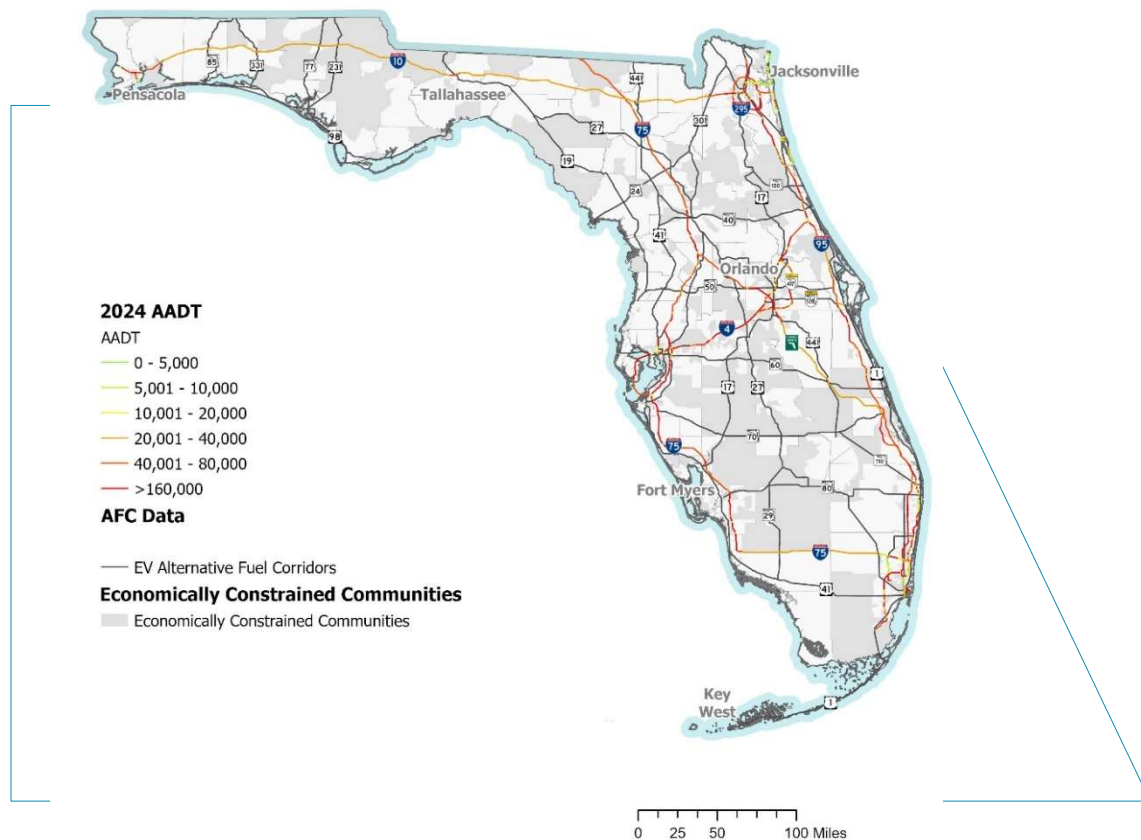 10
85
331
77
231
441
Jacksonville
Pensacola
Tallahassee
295
27
75
301
98
19
100
24
17
40
41
95
Orlando
50
417
528
4
441
60
1
17
27
70
75
710
Fort Myers
80
29
75
41
Key
West
1
2024 AADT
AADT
0 - 5,000
5,001 - 10,000
10,001 - 20,000
20,001 - 40,000
40,001 - 80,000
>160,000
AFC Data
EV Alternative Fuel Corridors
Economically Constrained Communities
Economically Constrained Communities
0 25 50 100 Miles